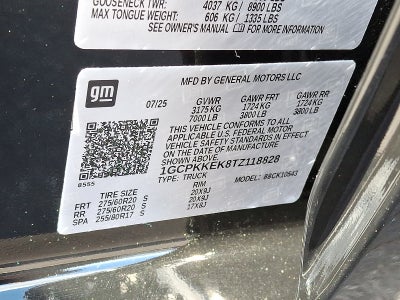 GOOSENECK TWR: 4037 KG/ 8900 LBS
MAX TONGUE WEIGHT: 606 KG / 1335 LBS
SEE OWNER'S MANUAL FOR MORE INFORMATION
MFD BY GENERAL MOTORS LLC
gm
07/25 GVWR GAWR FRT GAWR RR
3175 KG 1724 KG 1724 KG
7000 LB 3800 LB 3800 LB
THIS VEHICLE CONFORMS TO ALL
APPLICABLE U.S. FEDERAL MOTOR
VEHICLE SAFETY STANDARDS IN EFFECT
ON THE DATE OF MANUFACTURE
SHOWN ABOVE.
1GCPKKEK8TZ118828
TYPE: TRUCK MODEL: BBCK10543
8555
TIRE SIZE RIM
FRT 275/60R20 S 20X9J
RR 275/60R20 S 20X9J
SPA 255/80R17 S 17X8J